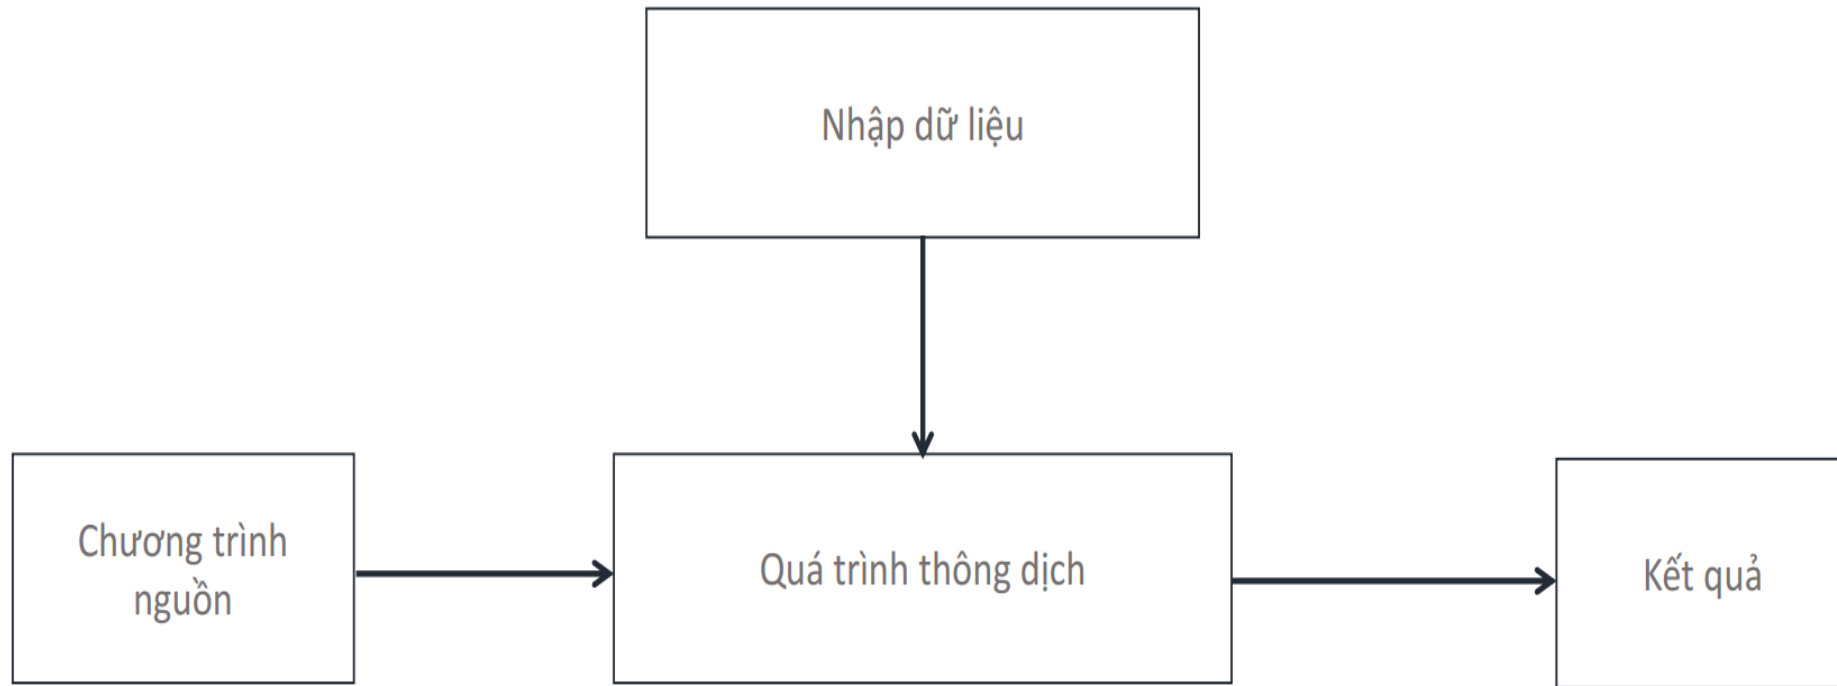 Nhập dữ liệu
Chương trình
nguồn
Quá trình thông dịch
Kết quả